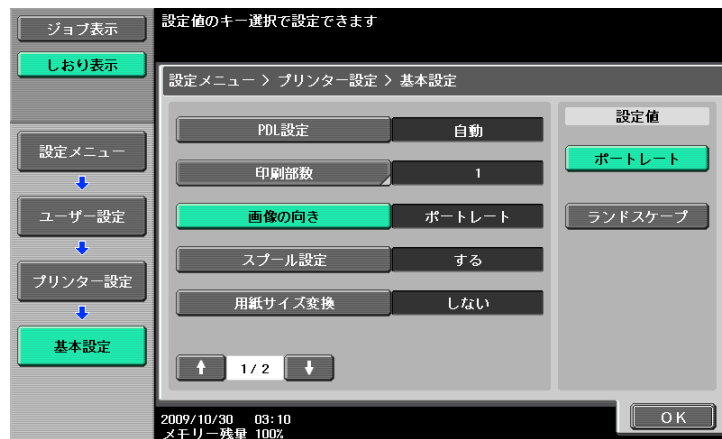 ジョブ表示
しおり表示
設定メニュー
ユーザー設定
プリンター設定
基本設定
設定値のキー選択で設定できます
設定メニュー > プリンター設定 > 基本設定
PDL設定 自動
印刷部数 1
画像の向き ポートレート
スプール設定 する
用紙サイズ変換 しない
1/2
設定値
ポートレート
ランドスケープ
2009/10/30 03:10
メモリー残量 100%
OK